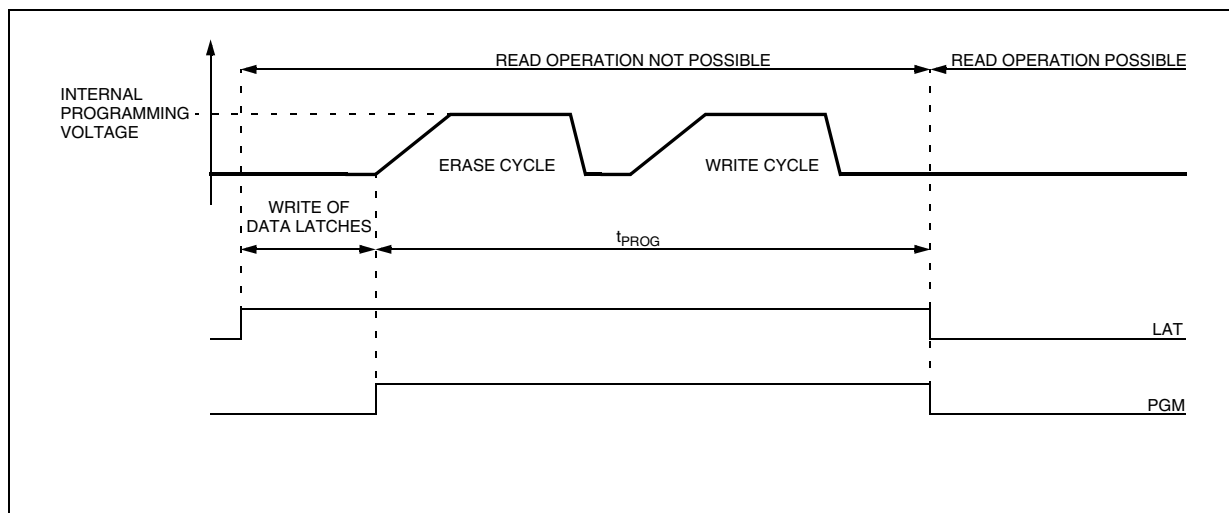 READ OPERATION NOT POSSIBLE
READ OPERATION POSSIBLE
INTERNAL
PROGRAMMING
VOLTAGE
ERASE CYCLE
WRITE CYCLE
WRITE OF
DATA LATCHES
tPROG
LAT
PGM